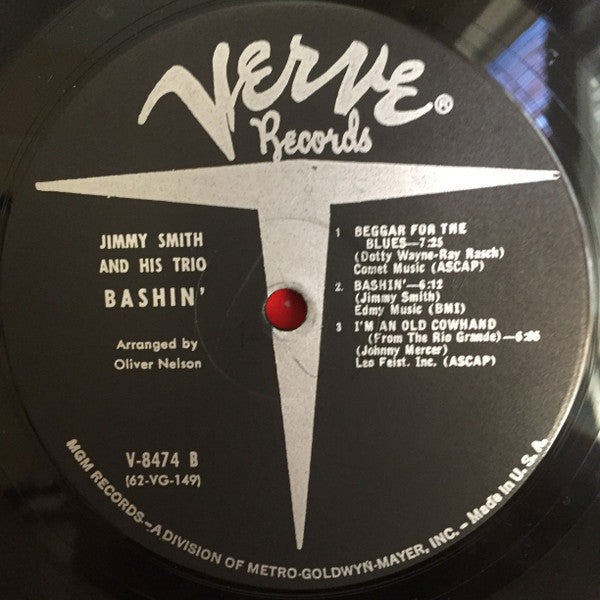 VERVE®
Records
JIMMY SMITH
AND HIS TRIO
BASHIN'
Arranged by
Oliver Nelson
V-8474 B
(62-VG-149)
1 BEGGAR FOR THE
BLUES—7:25
(Dotty Wayne-Ray Rasch)
Comet Music (ASCAP)
2. BASHIN'—6:12
(Jimmy Smith)
Edmy Music (BMI)
3 I'M AN OLD COWHAND
(From The Rio Grande)—6:05
(Johnny Mercer)
Leo Feist. Inc. (ASCAP)
MGM RECORDS—A DIVISION OF METRO-GOLDWYN-MAYER, INC. – Made in U. S. A.